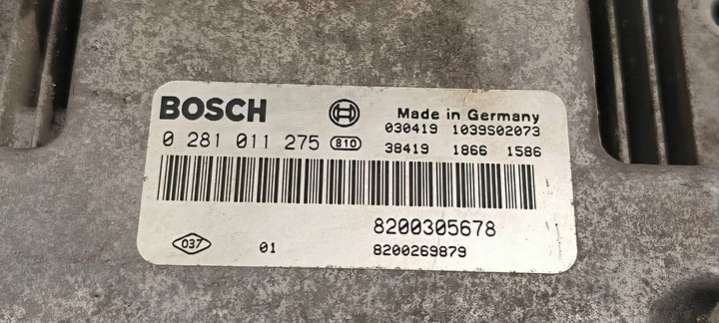 BOSCH
Made in Germany
030419 1039S02073
0 281 011 275 810
38419 1866 1586
8200305678
037 01
8200269879